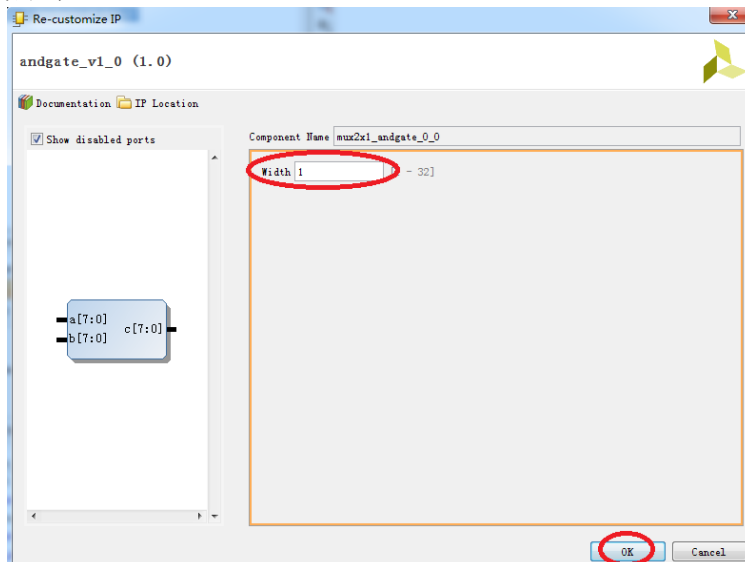 Re-customize IP
andgate_v1_0 (1.0)
Documentation IP Location
Show disabled ports
Component Name mux2x1_andgate_0_0
Width 1 - 32]
a[7:0]
b[7:0]
c[7:0]
OK Cancel